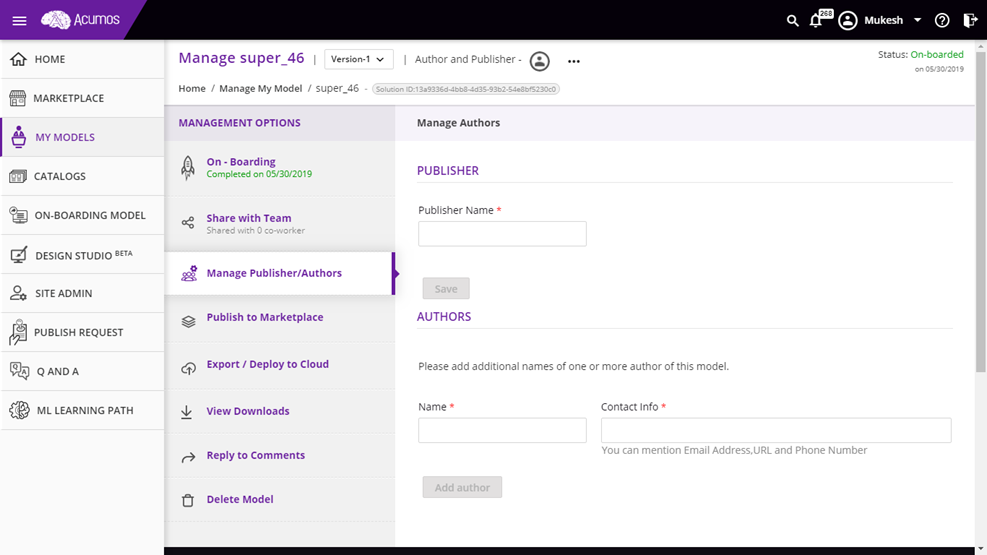 Acumos
268
Mukesh
HOME
MARKETPLACE
MY MODELS
CATALOGS
ON-BOARDING MODEL
DESIGN STUDIO BETA
SITE ADMIN
PUBLISH REQUEST
Q AND A
ML LEARNING PATH
Manage super_46 | Version-1 | Author and Publisher -
Status: On-boarded
on 05/30/2019
Home / Manage My Model / super_46 - Solution ID:13a9336d-4bb8-4d35-93b2-54e8bf5230c0
MANAGEMENT OPTIONS
On - Boarding
Completed on 05/30/2019
Share with Team
Shared with 0 co-worker
Manage Publisher/Authors
Publish to Marketplace
Export / Deploy to Cloud
View Downloads
Reply to Comments
Delete Model
Manage Authors
PUBLISHER
Publisher Name *
Save
AUTHORS
Please add additional names of one or more author of this model.
Name * Contact Info *
You can mention Email Address,URL and Phone Number
Add author